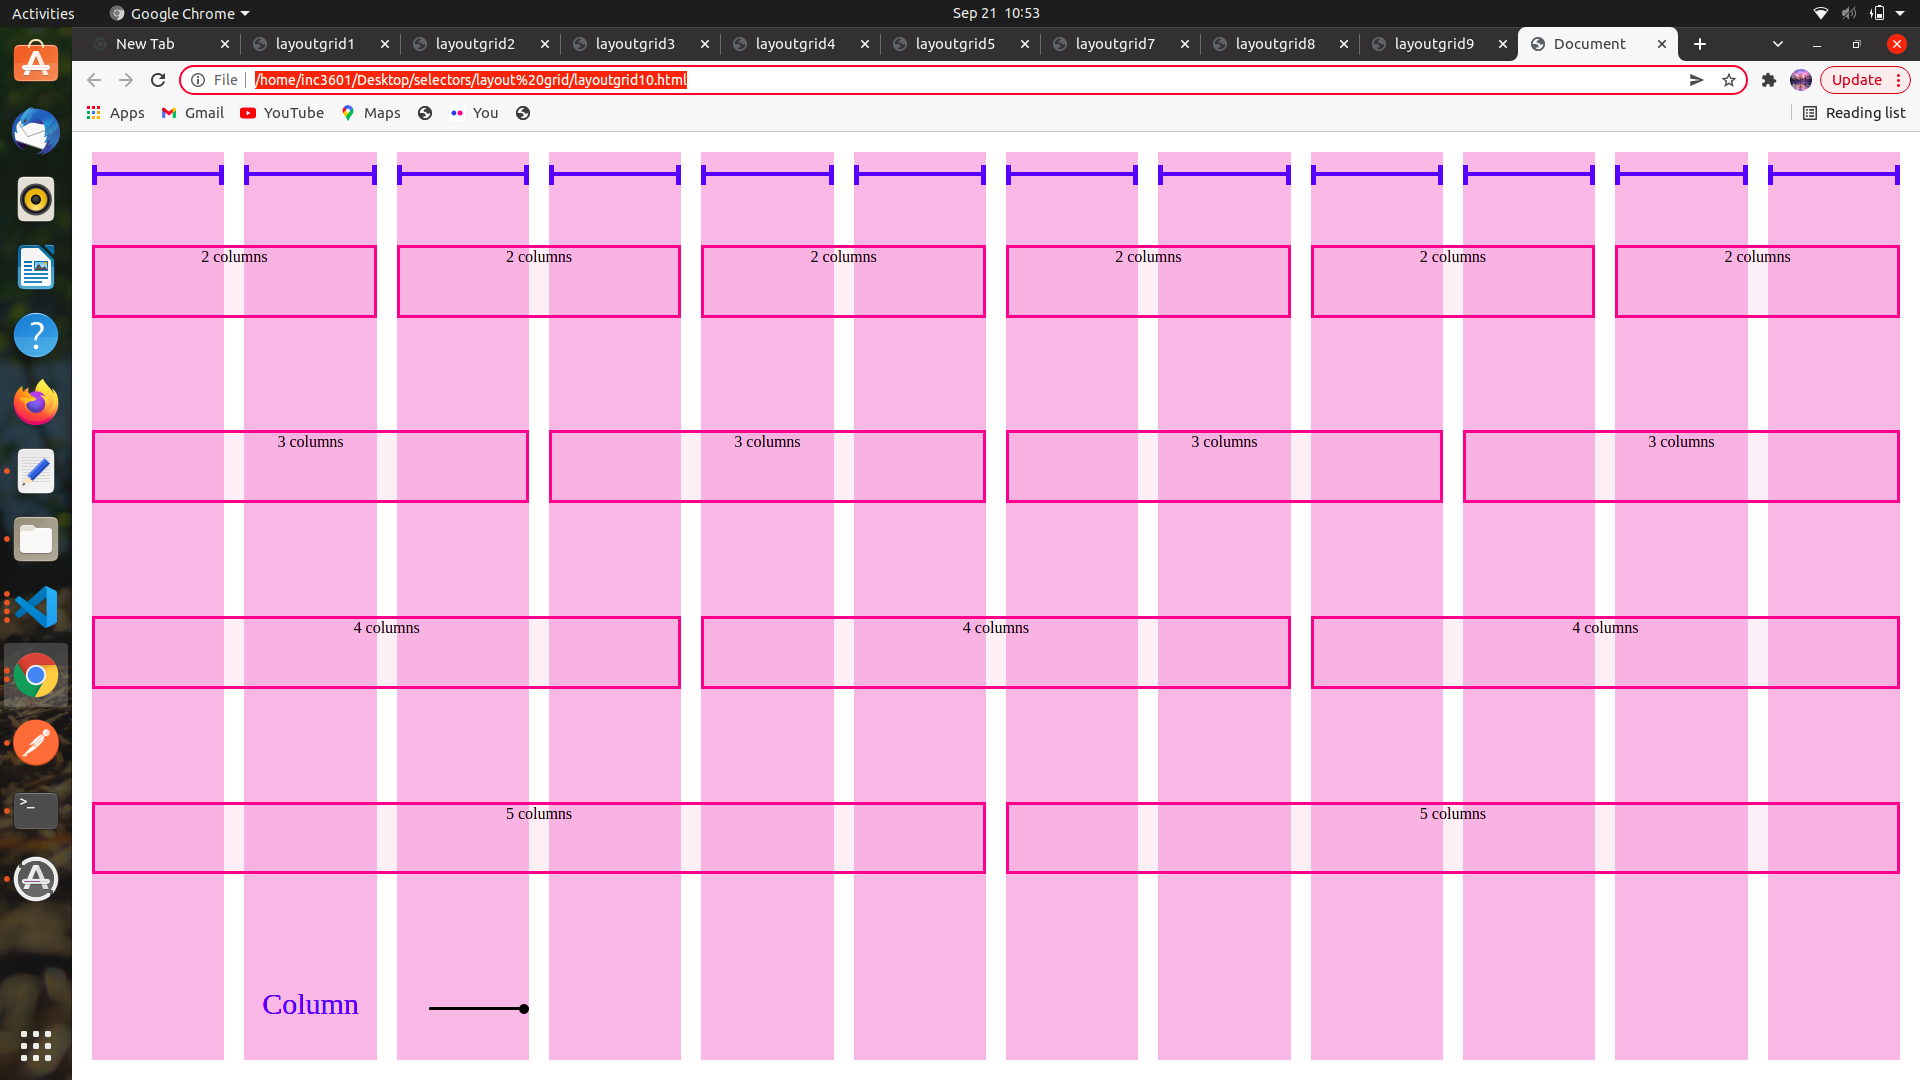 Activities Google Chrome Sep 21 10:53
New Tab layoutgrid1 layoutgrid2 layoutgrid3 layoutgrid4 layoutgrid5 layoutgrid7 layoutgrid8 layoutgrid9 Document
File /home/inc3601/Desktop/selectors/layout%20grid/layoutgrid10.html Update
Apps Gmail YouTube Maps You Reading list
2 columns 2 columns 2 columns 2 columns 2 columns 2 columns
3 columns 3 columns 3 columns 3 columns
4 columns 4 columns 4 columns
5 columns 5 columns
Column